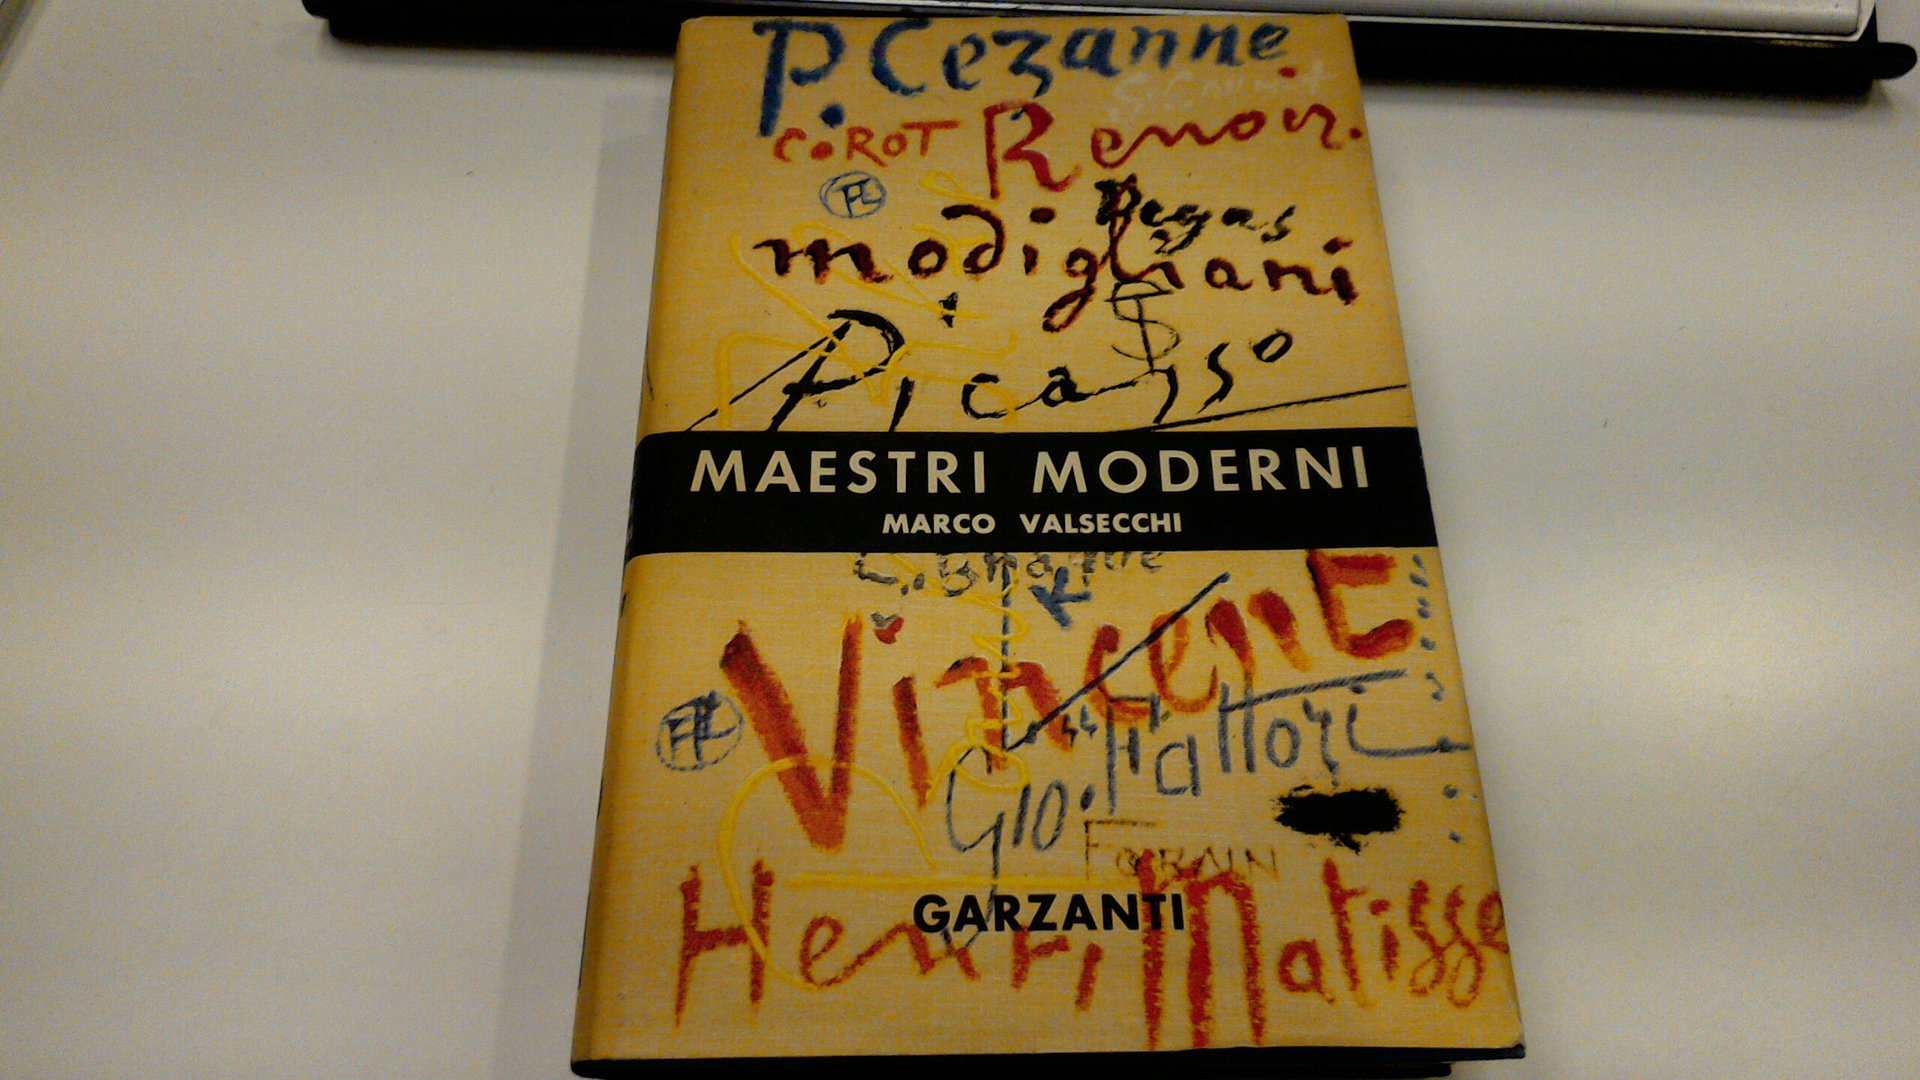 P. Cezanne
COROT Renoir.
Degas
modigliani
Picasso
MAESTRI MODERNI
MARCO VALSECCHI
Vincent
Gio. Fattori
FORAIN
GARZANTI
Henri Matisse